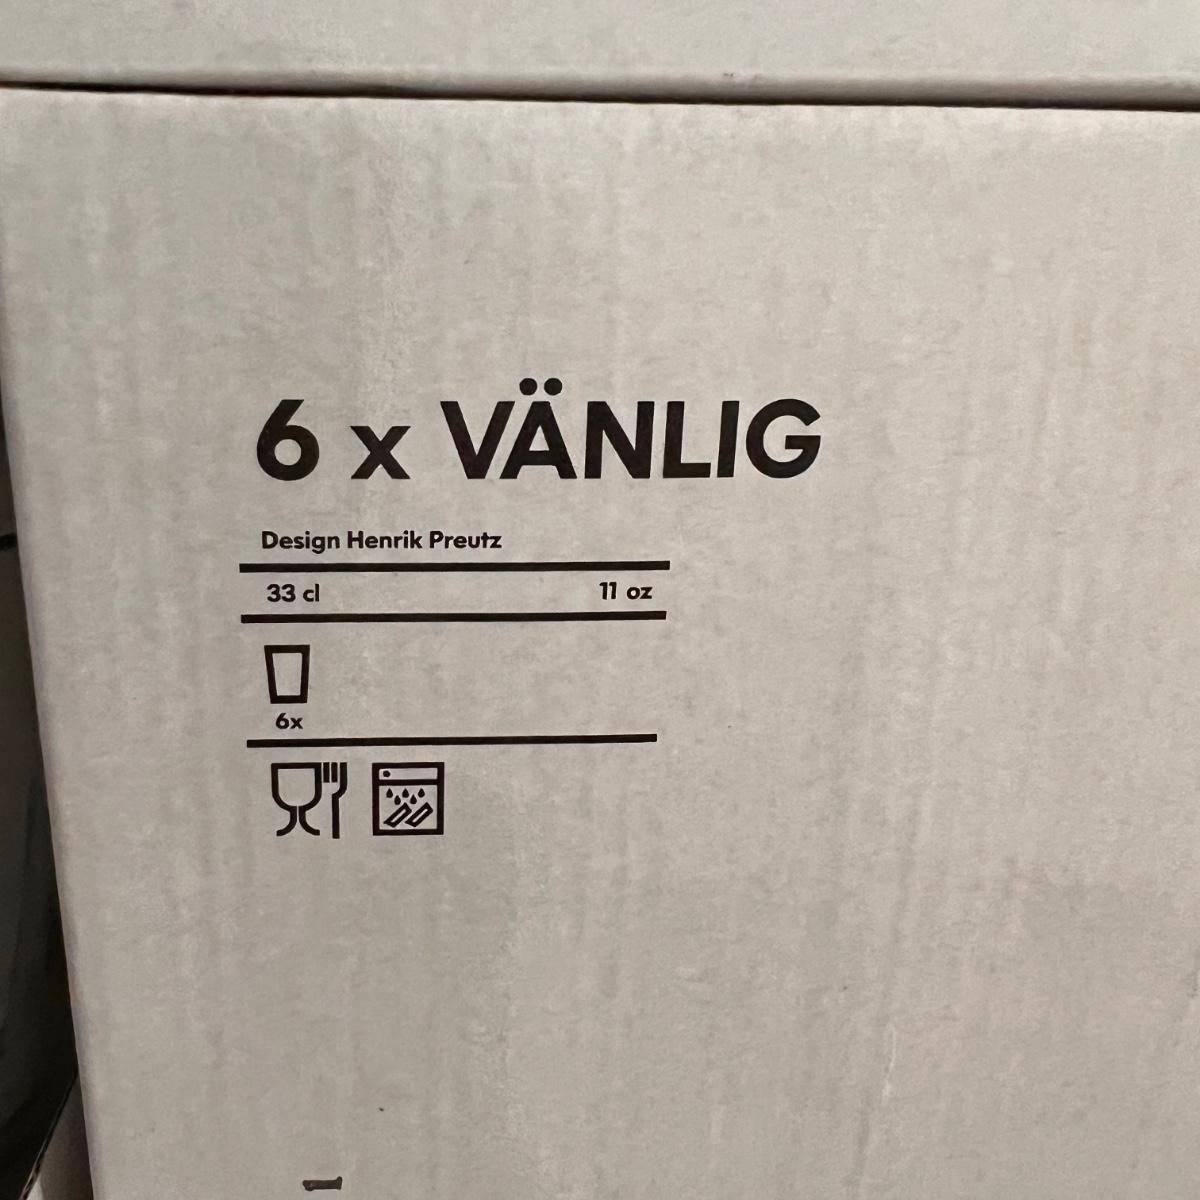 6 x VÄNLIG
Design Henrik Preutz
33 cl 11 oz
6x